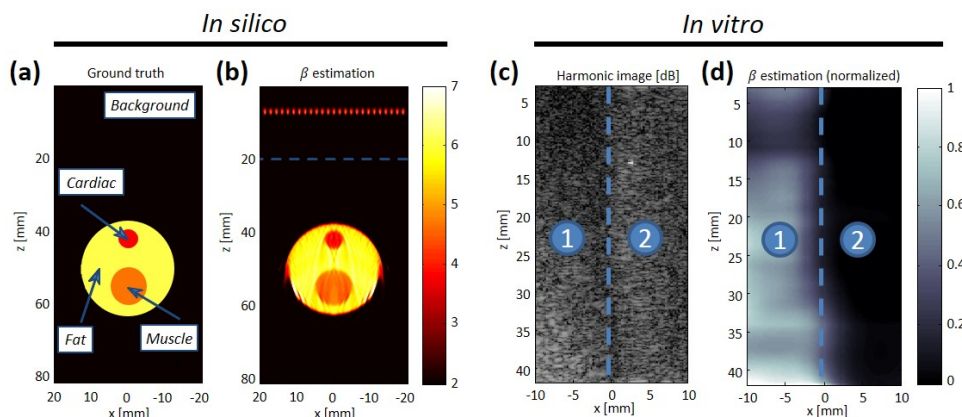 In silico
In vitro
(a)
Ground truth
Background
Cardiac
Fat
Muscle
20
40
60
80
z [mm]
20 10 0 -10 -20
x [mm]
(b)
β estimation
20
40
60
80
z [mm]
20 10 0 -10 -20
x [mm]
7
6
5
4
3
2
(c)
Harmonic image [dB]
1
2
5
10
15
20
25
30
35
40
z [mm]
-10 -5 0 5 10
x [mm]
(d)
β estimation (normalized)
1
2
5
10
15
20
25
30
35
40
z [mm]
-10 -5 0 5 10
x [mm]
1
0.8
0.6
0.4
0.2
0